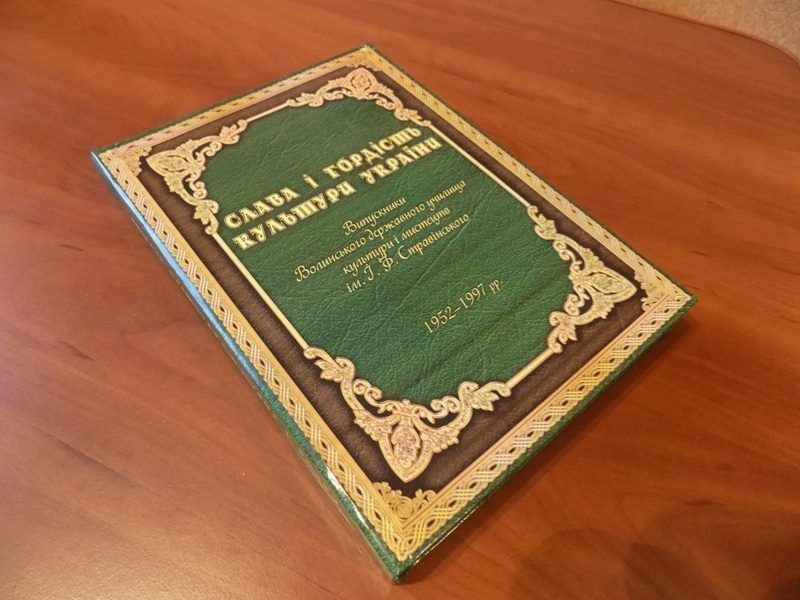 СЛАВА І ГОРДІСТЬ
КУЛЬТУРИ УКРАЇНИ
Випускники
Волинського державного училища
культури і мистецтв
ім. І. Ф. Стравінського
1952–1997 рр.